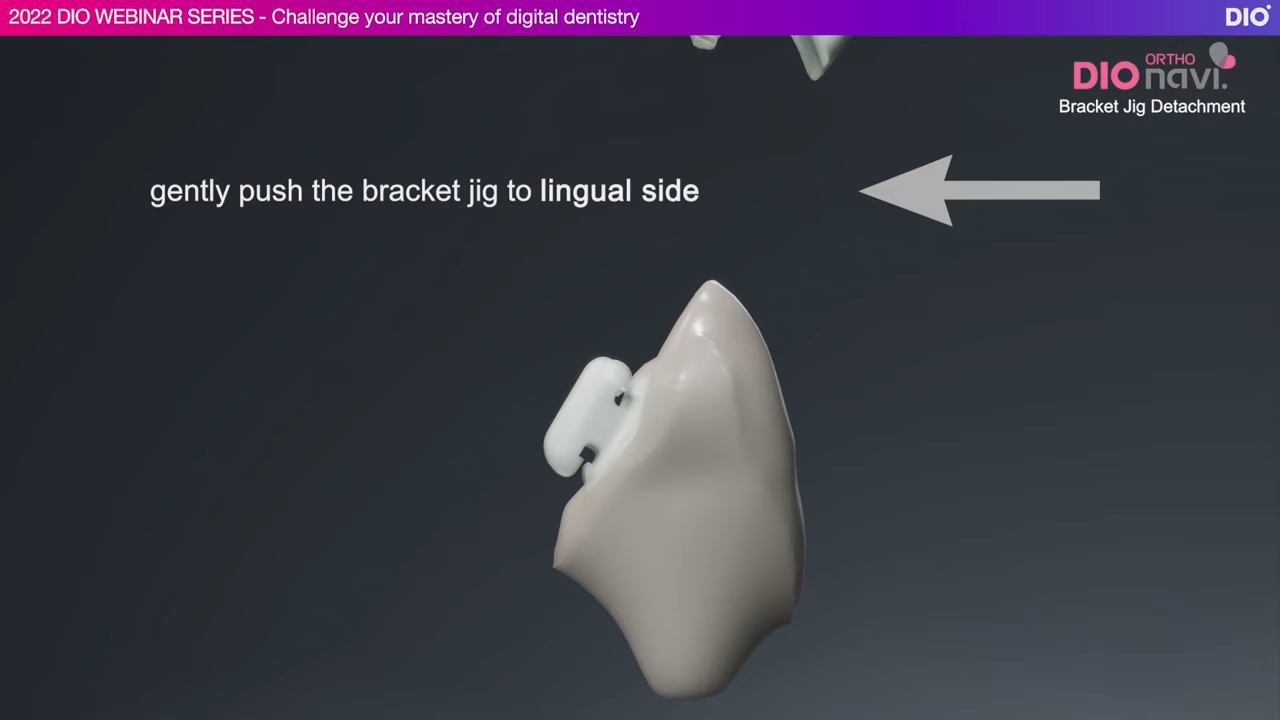 2022 DIO WEBINAR SERIES - Challenge your mastery of digital dentistry
DIO
ORTHO
DIO navi.
Bracket Jig Detachment
gently push the bracket jig to lingual side